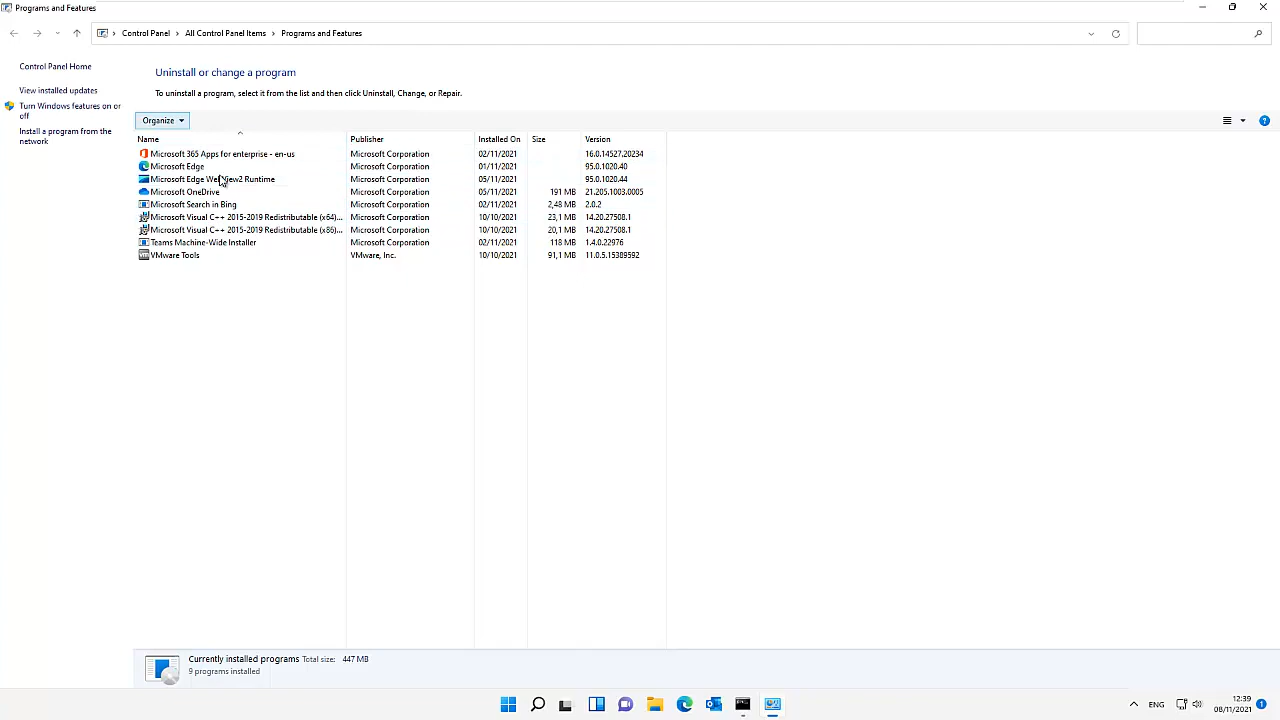 Programs and Features
Control Panel > All Control Panel Items > Programs and Features
Control Panel Home
View installed updates
Turn Windows features on or
off
Install a program from the
network
Uninstall or change a program
To uninstall a program, select it from the list and then click Uninstall, Change, or Repair.
Organize
Name Publisher Installed On Size Version
Microsoft 365 Apps for enterprise - en-us Microsoft Corporation 02/11/2021 16.0.14527.20234
Microsoft Edge Microsoft Corporation 01/11/2021 95.0.1020.40
Microsoft Edge WebView2 Runtime Microsoft Corporation 05/11/2021 95.0.1020.44
Microsoft OneDrive Microsoft Corporation 05/11/2021 191 MB 21.205.1003.0005
Microsoft Search in Bing Microsoft Corporation 02/11/2021 2,48 MB 2.0.2
Microsoft Visual C++ 2015-2019 Redistributable (x64)... Microsoft Corporation 10/10/2021 23,1 MB 14.20.27508.1
Microsoft Visual C++ 2015-2019 Redistributable (x86)... Microsoft Corporation 10/10/2021 20,1 MB 14.20.27508.1
Teams Machine-Wide Installer Microsoft Corporation 02/11/2021 118 MB 1.4.0.22976
VMware Tools VMware, Inc. 10/10/2021 91,1 MB 11.0.5.15389592
Currently installed programs Total size: 447 MB
9 programs installed
ENG
12:39
08/11/2021
1